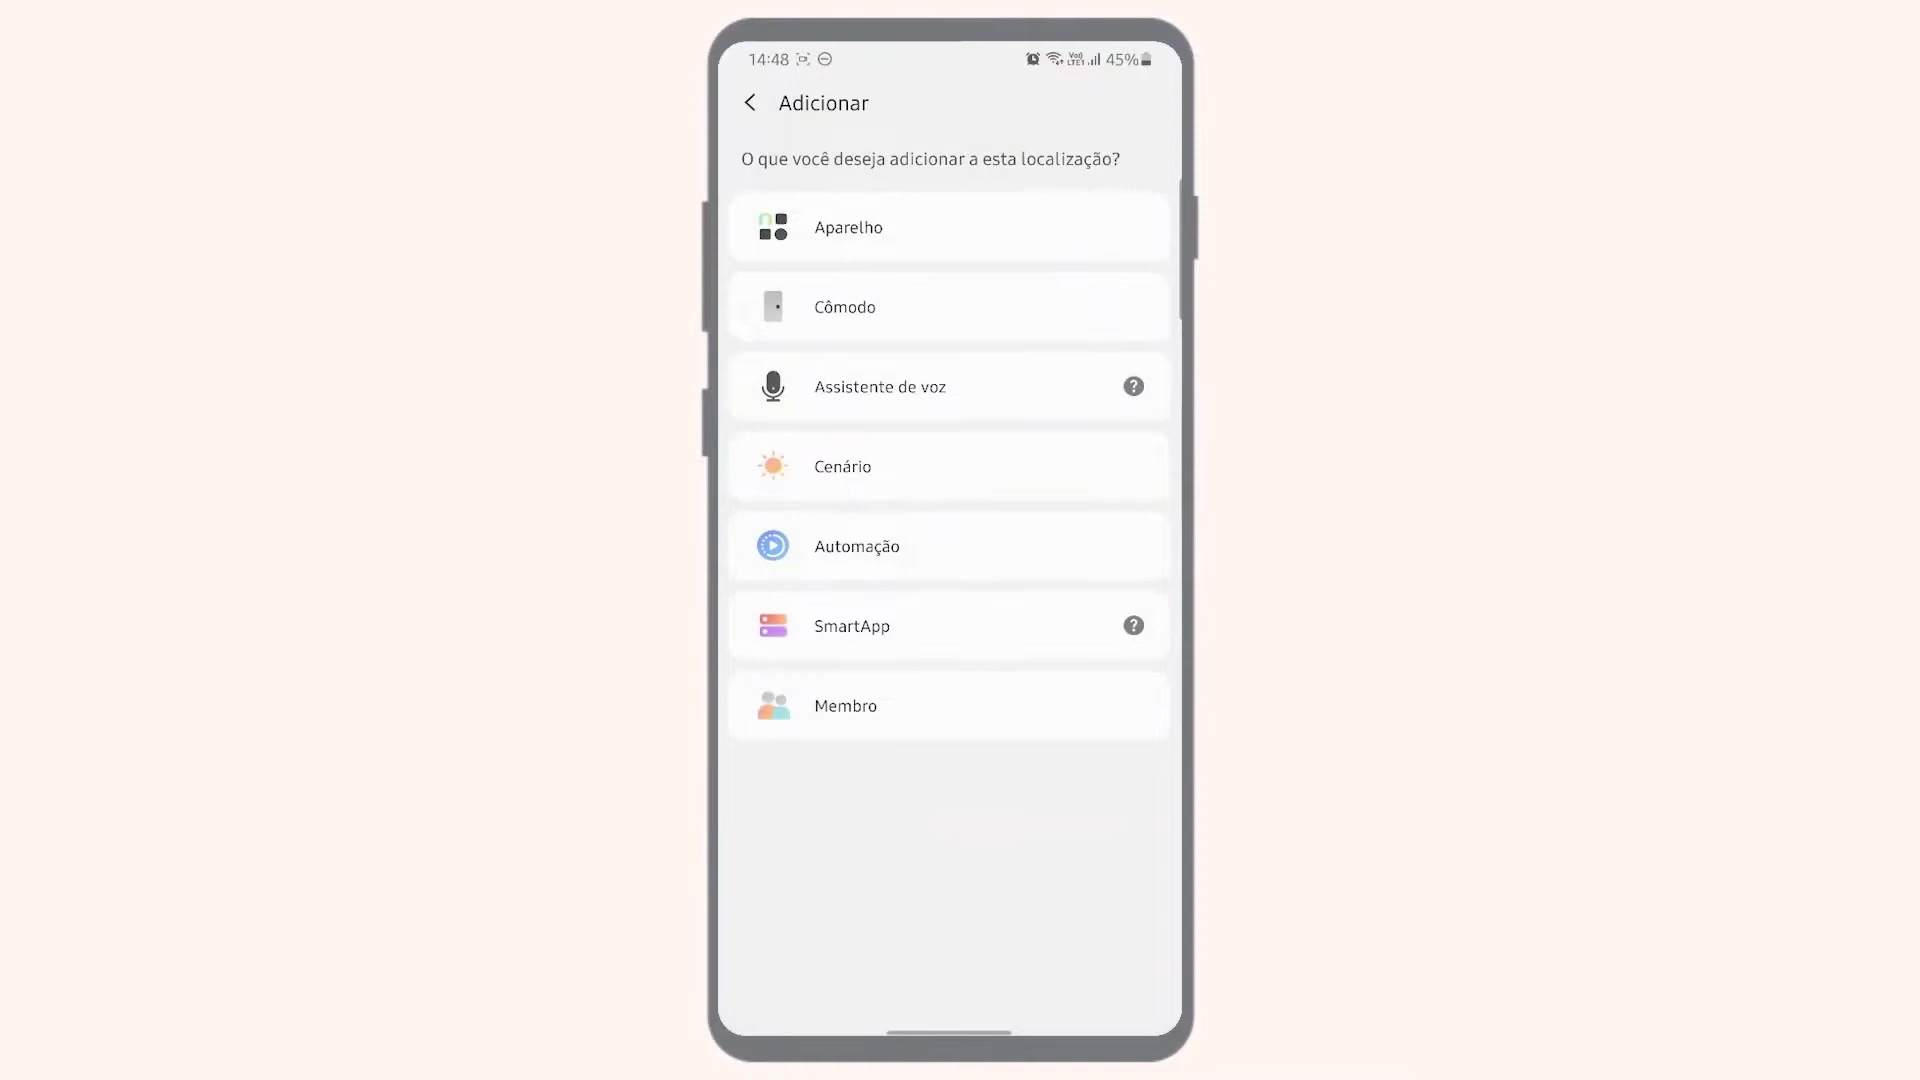 14:48 45%
Adicionar
O que você deseja adicionar a esta localização?
Aparelho
Cômodo
Assistente de voz ?
Cenário
Automação
SmartApp ?
Membro